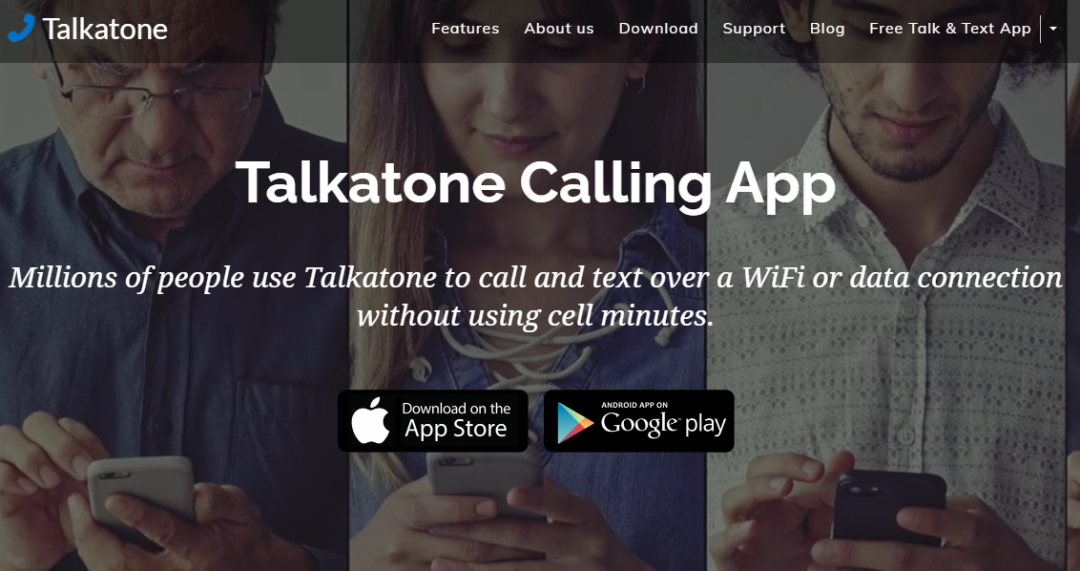 Talkatone
Features About us Download Support Blog Free Talk & Text App
Talkatone Calling App
Millions of people use Talkatone to call and text over a WiFi or data connection
without using cell minutes.
Download on the
App Store
ANDROID APP ON
Google play